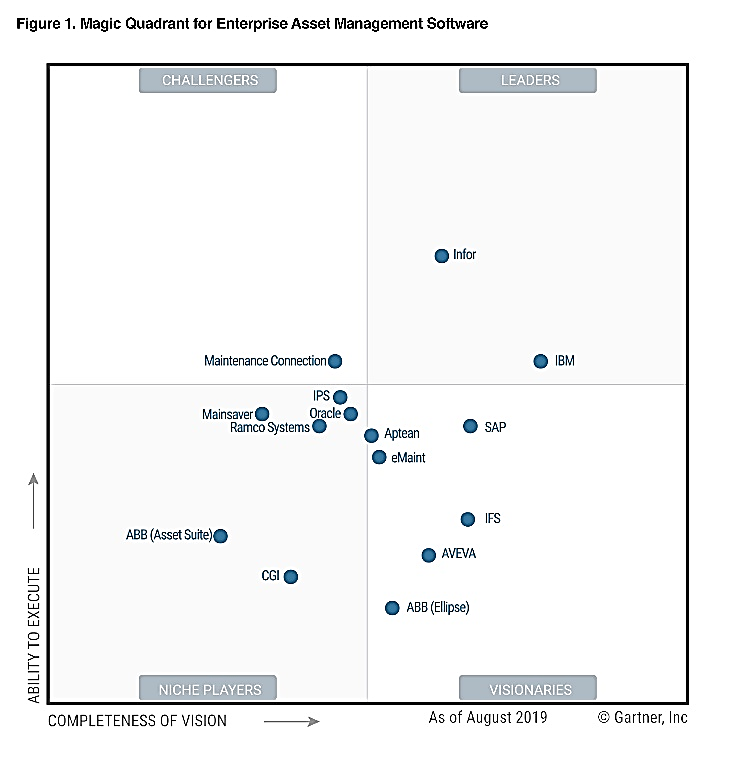 Figure 1. Magic Quadrant for Enterprise Asset Management Software
CHALLENGERS
LEADERS
Infor
Maintenance Connection
IBM
IPS
Mainsaver
Oracle
Ramco Systems
SAP
Aptean
eMaint
IFS
ABB (Asset Suite)
AVEVA
CGI
ABB (Ellipse)
NICHE PLAYERS
VISIONARIES
ABILITY TO EXECUTE
COMPLETENESS OF VISION
As of August 2019
© Gartner, Inc